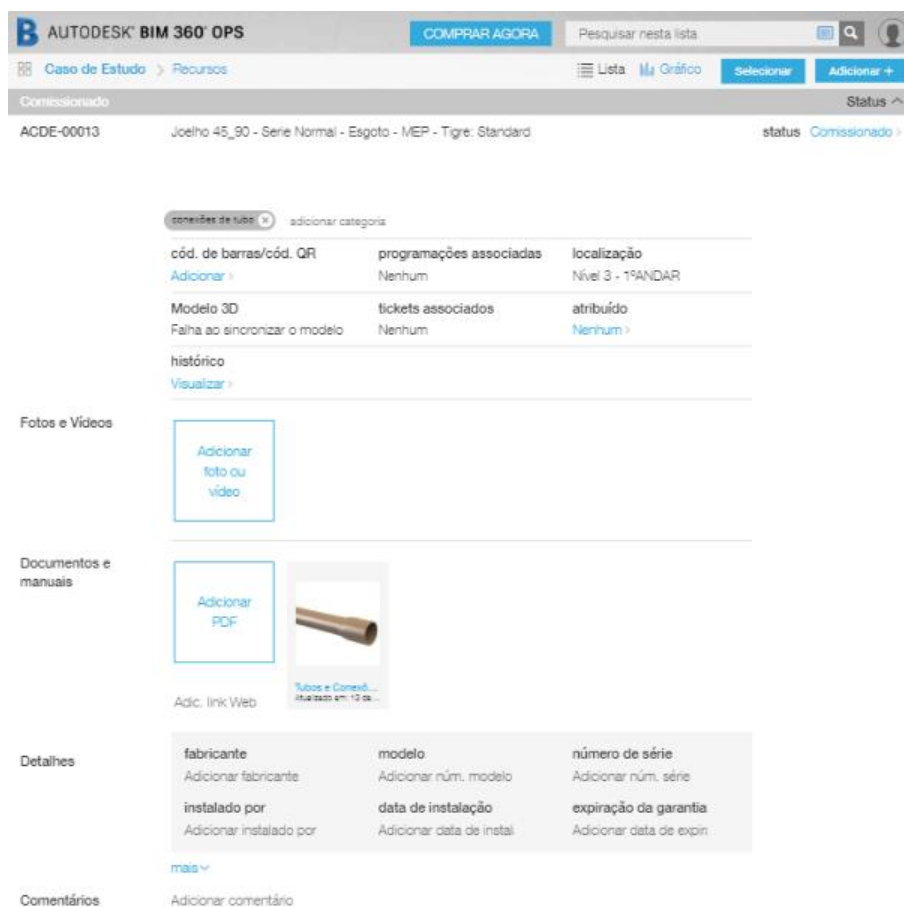 AUTODESK® BIM 360® OPS
COMPRAR AGORA
Pesquisar nesta lista
Caso de Estudo > Recursos
Lista
Gráfico
Selecionar
Adicionar +
Comissionado
Status
ACDE-00013
Joelho 45_90 - Serie Normal - Esgoto - MEP - Tigre: Standard
status Comissionado >
conexões de tubo
adicionar categoria
cód. de barras/cód. QR
programações associadas
localização
Adicionar >
Nenhum
Nível 3 - 1ºANDAR
Modelo 3D
tickets associados
atribuído
Falha ao sincronizar o modelo
Nenhum
Nenhum >
histórico
Visualizar >
Fotos e Vídeos
Adicionar
foto ou
vídeo
Documentos e
manuais
Adicionar
PDF
Tubos e Conexõ...
Atualizado em: 13 de...
Adic. link Web
Detalhes
fabricante
modelo
número de série
Adicionar fabricante
Adicionar núm. modelo
Adicionar núm. série
instalado por
data de instalação
expiração da garantia
Adicionar instalado por
Adicionar data de instal
Adicionar data de expin
mais
Comentários
Adicionar comentário